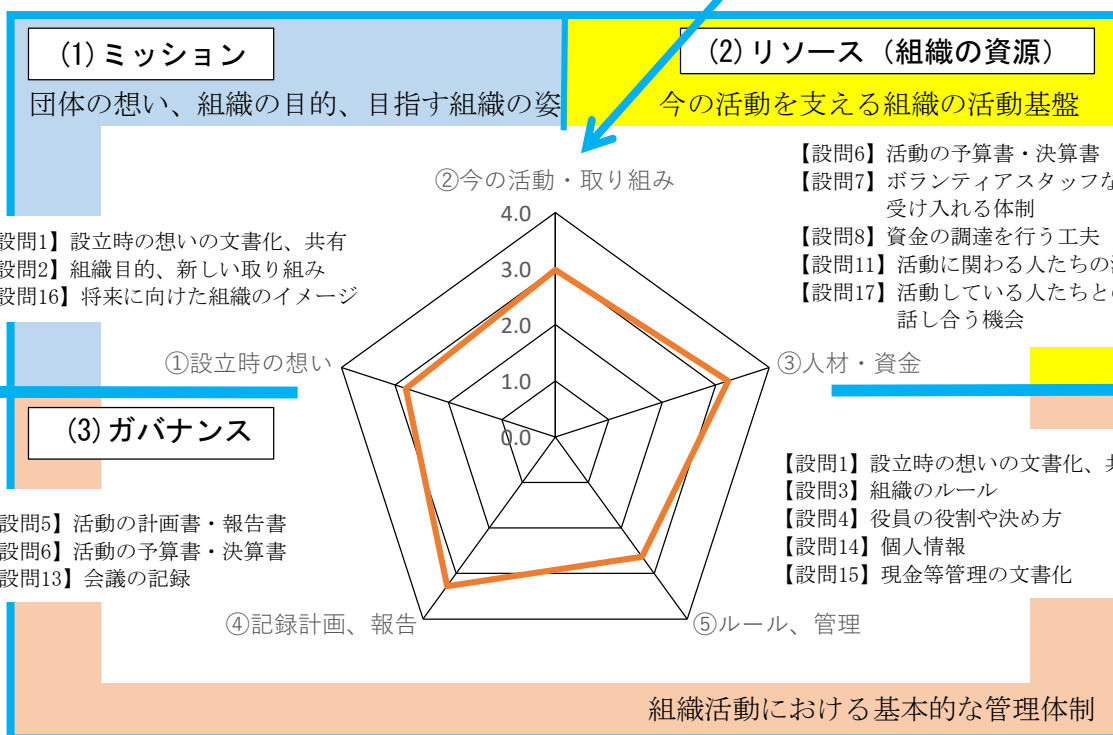 (1)ミッション
団体の想い、組織の目的、目指す組織の姿
(2)リソース（組織の資源）
今の活動を支える組織の活動基盤
②今の活動・取り組み
【設問6】活動の予算書・決算書
【設問7】ボランティアスタッフな
受け入れる体制
【設問8】資金の調達を行う工夫
【設問11】活動に関わる人たちの
【設問17】活動している人たちと
話し合う機会
設問1】設立時の想いの文書化、共有
設問2】組織目的、新しい取り組み
設問16】将来に向けた組織のイメージ
4.0
3.0
2.0
1.0
0.0
①設立時の想い
③人材・資金
(3)ガバナンス
設問5】活動の計画書・報告書
設問6】活動の予算書・決算書
設問13】会議の記録
【設問1】設立時の想いの文書化、
【設問3】組織のルール
【設問4】役員の役割や決め方
【設問14】個人情報
【設問15】現金等管理の文書化
④記録計画、報告
⑤ルール、管理
組織活動における基本的な管理体制